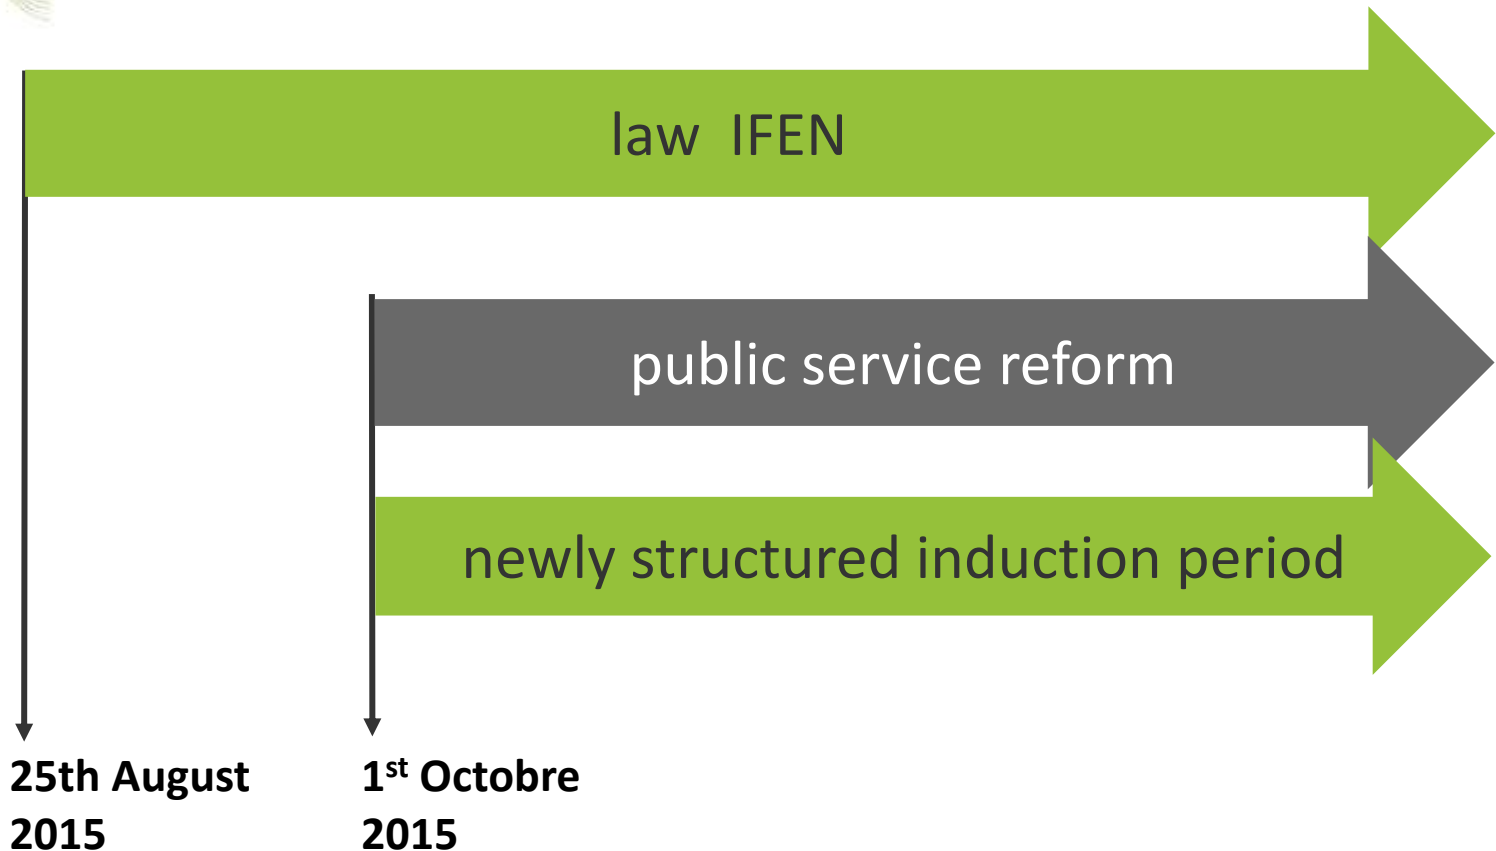 law IFEN
public service reform
newly structured induction period
25th August
2015
1st Octobre
2015